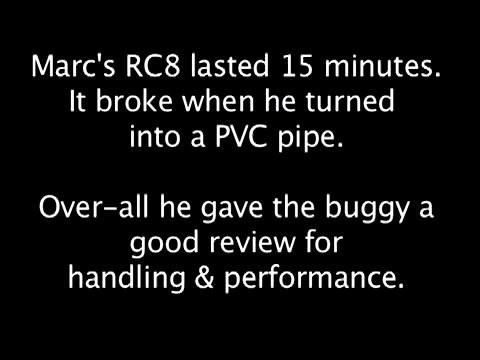 Marc's RC8 lasted 15 minutes.
It broke when he turned
into a PVC pipe.
Over-all he gave the buggy a
good review for
handling & performance.